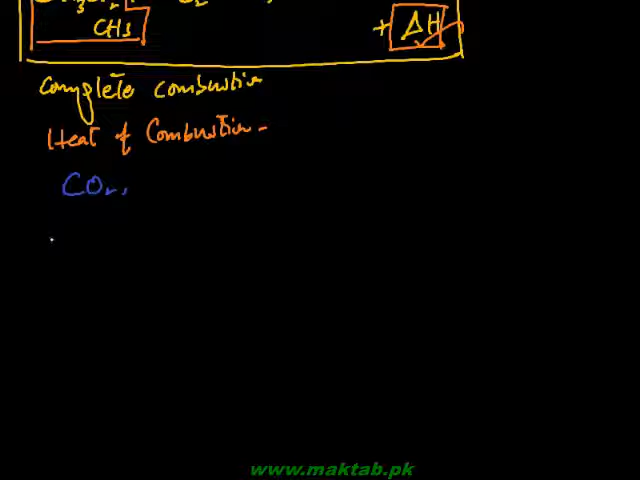 CH3 + ΔH
Complete combustion
Heat of Combustion -
CO2,
www.maktab.pk